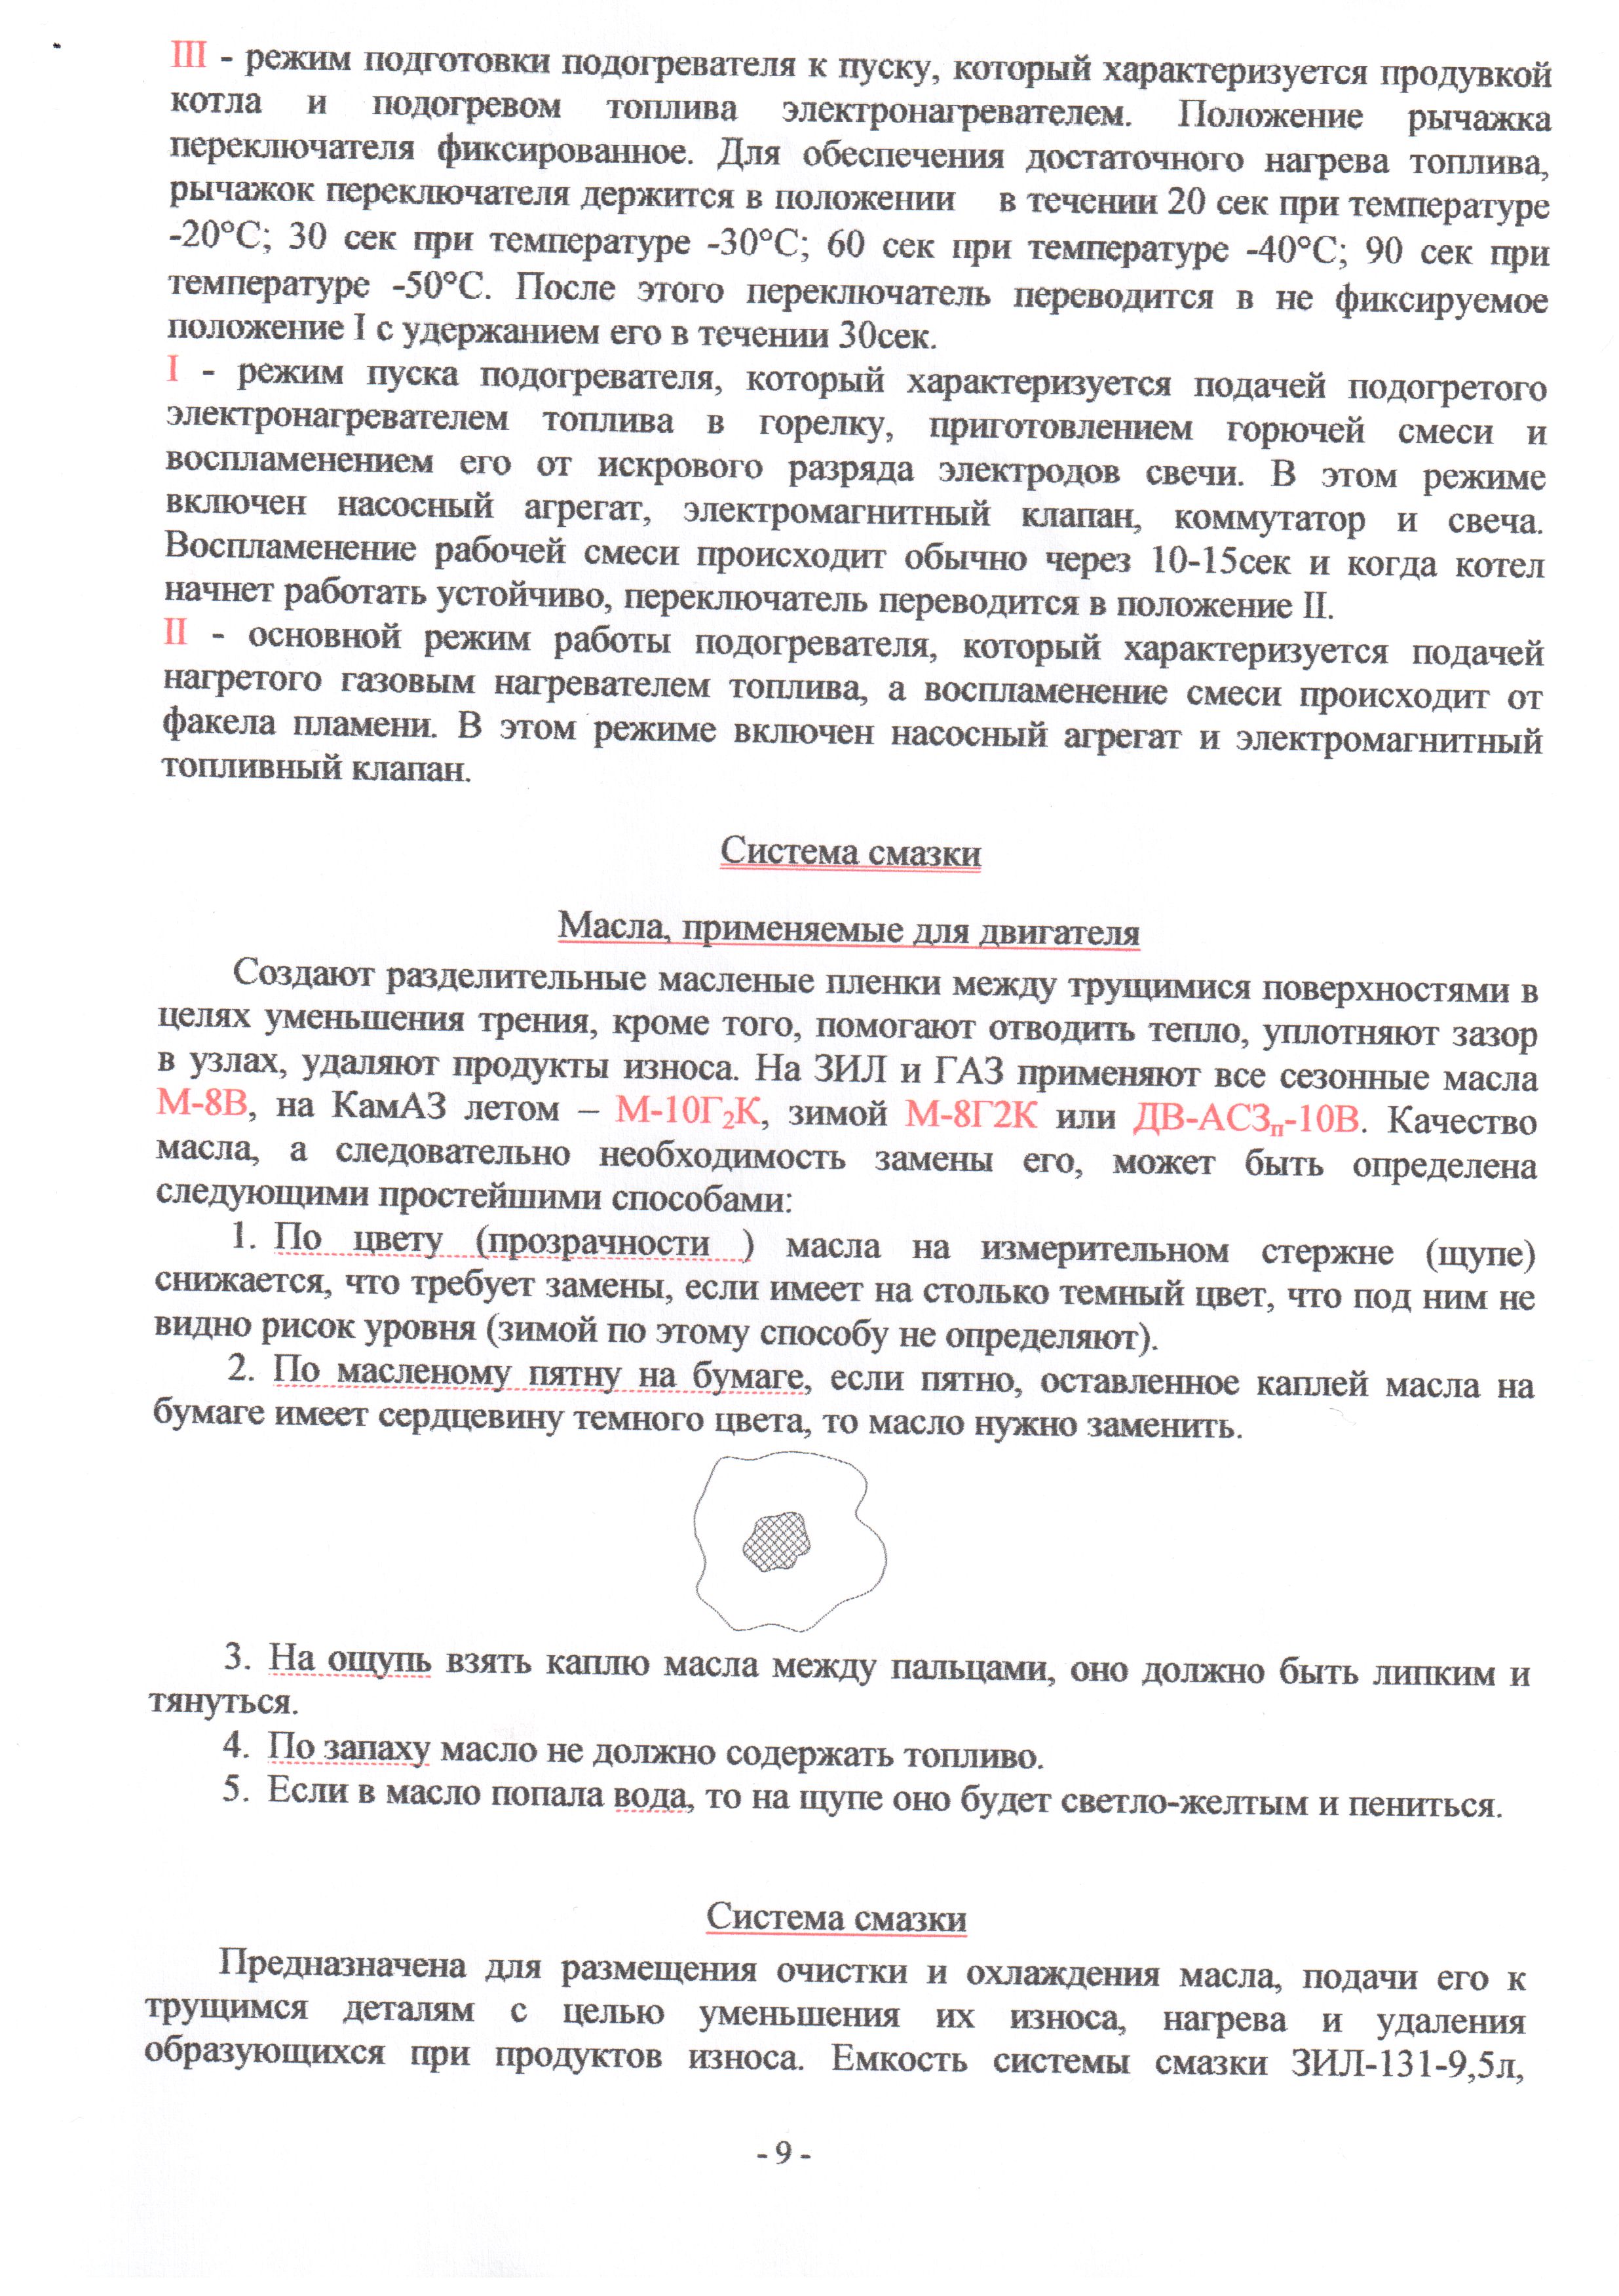 III - режим подготовки подогревателя к пуску, который характеризуется продувкой
котла и подогревом топлива электронагревателем. Положение рычажка
переключателя фиксированное. Для обеспечения достаточного нагрева топлива,
рычажок переключателя держится в положении в течении 20 сек при температуре
-20°С; 30 сек при температуре -30°С; 60 сек при температуре -40°С; 90 сек при
температуре -50°С. После этого переключатель переводится в не фиксируемое
положение I с удержанием его в течении 30сек.
I - режим пуска подогревателя, который характеризуется подачей подогретого
электронагревателем топлива в горелку, приготовлением горючей смеси и
воспламенением его от искрового разряда электродов свечи. В этом режиме
включен насосный агрегат, электромагнитный клапан, коммутатор и свеча.
Воспламенение рабочей смеси происходит обычно через 10-15сек и когда котел
начнет работать устойчиво, переключатель переводится в положение II.
II - основной режим работы подогревателя, который характеризуется подачей
нагретого газовым нагревателем топлива, а воспламенение смеси происходит от
факела пламени. В этом режиме включен насосный агрегат и электромагнитный
топливный клапан.
Система смазки
Масла, применяемые для двигателя
Создают разделительные масленые пленки между трущимися поверхностями в
целях уменьшения трения, кроме того, помогают отводить тепло, уплотняют зазор
в узлах, удаляют продукты износа. На ЗИЛ и ГАЗ применяют все сезонные масла
М-8В, на КамАЗ летом – М-10Г₂К, зимой М-8Г2К или ДВ-АСЗп-10В. Качество
масла, а следовательно необходимость замены его, может быть определена
следующими простейшими способами:
1. По цвету (прозрачности ) масла на измерительном стержне (щупе)
снижается, что требует замены, если имеет на столько темный цвет, что под ним не
видно рисок уровня (зимой по этому способу не определяют).
2. По масленому пятну на бумаге, если пятно, оставленное каплей масла на
бумаге имеет сердцевину темного цвета, то масло нужно заменить.
3. На ощупь взять каплю масла между пальцами, оно должно быть липким и
тянуться.
4. По запаху масло не должно содержать топливо.
5. Если в масло попала вода, то на щупе оно будет светло-желтым и пениться.
Система смазки
Предназначена для размещения очистки и охлаждения масла, подачи его к
трущимся деталям с целью уменьшения их износа, нагрева и удаления
образующихся при продуктов износа. Емкость системы смазки ЗИЛ-131-9,5л,
- 9 -